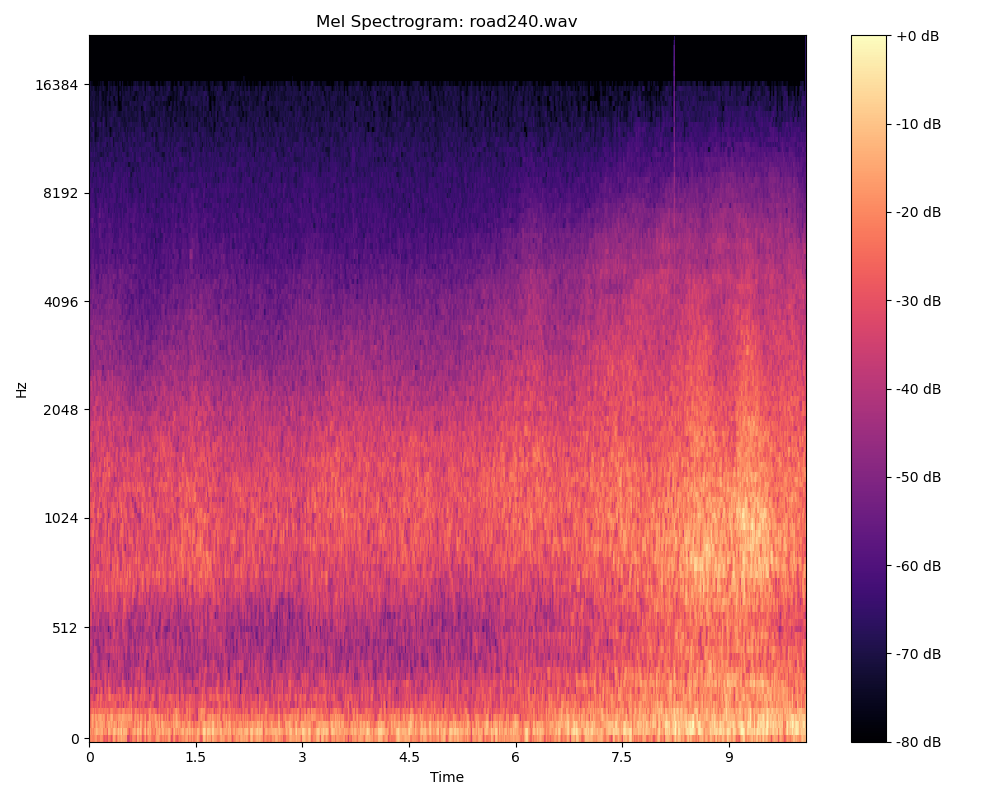 Mel Spectrogram: road240.wav
+0 dB
16384
-10 dB
8192
-20 dB
4096
-30 dB
Hz
2048
-40 dB
-50 dB
1024
-60 dB
512
-70 dB
0
-80 dB
0 1.5 3 4.5 6 7.5 9
Time